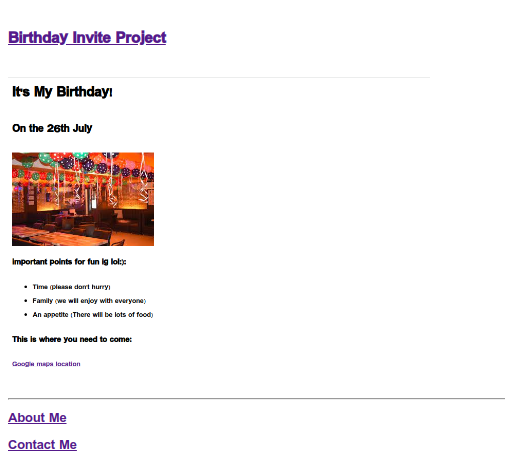 Birthday Invite Project
It's My Birthday!
On the 26th July
important points for fun ig lol:):
Time (please don't hurry)
Family (we will enjoy with everyone)
An appetite (There will be lots of food)
This is where you need to come:
Google maps location
About Me
Contact Me